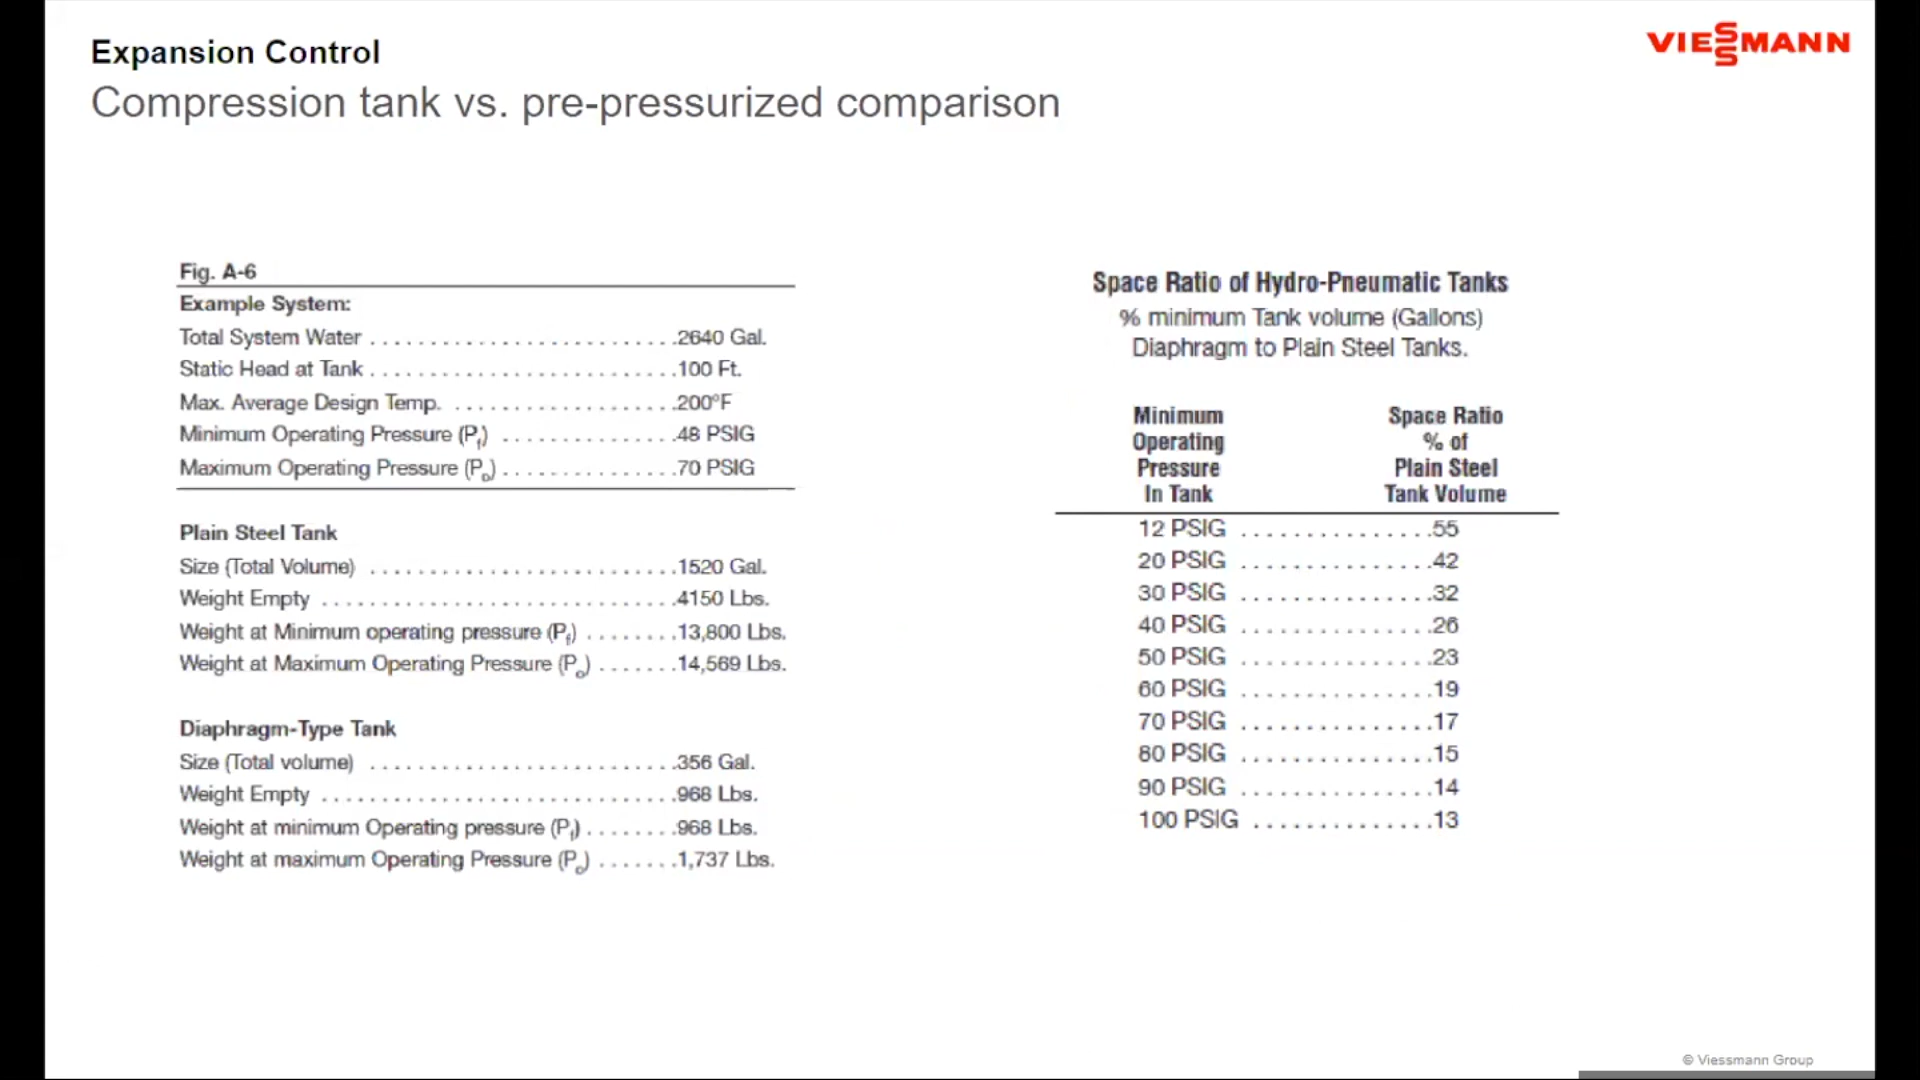 Expansion Control
VIESSMANN
Compression tank vs. pre-pressurized comparison
Fig. A-6
Example System:
Total System Water . . . . . . . . . . . . . . . . . . . . . . . . . . .2640 Gal.
Static Head at Tank . . . . . . . . . . . . . . . . . . . . . . . . . . .100 Ft.
Max. Average Design Temp. . . . . . . . . . . . . . . . . . . .200°F
Minimum Operating Pressure (Pf) . . . . . . . . . . . . . . .48 PSIG
Maximum Operating Pressure (Po) . . . . . . . . . . . . . . .70 PSIG
Plain Steel Tank
Size (Total Volume) . . . . . . . . . . . . . . . . . . . . . . . . . . .1520 Gal.
Weight Empty . . . . . . . . . . . . . . . . . . . . . . . . . . . . . . .4150 Lbs.
Weight at Minimum operating pressure (Pf) . . . . . . . .13,800 Lbs.
Weight at Maximum Operating Pressure (Po) . . . . . . .14,569 Lbs.
Diaphragm-Type Tank
Size (Total volume) . . . . . . . . . . . . . . . . . . . . . . . . . . .356 Gal.
Weight Empty . . . . . . . . . . . . . . . . . . . . . . . . . . . . . . .968 Lbs.
Weight at minimum Operating pressure (Pf) . . . . . . . .968 Lbs.
Weight at maximum Operating Pressure (Po) . . . . . . .1,737 Lbs.
Space Ratio of Hydro-Pneumatic Tanks
% minimum Tank volume (Gallons)
Diaphragm to Plain Steel Tanks.
Minimum Space Ratio
Operating % of
Pressure Plain Steel
In Tank Tank Volume
12 PSIG . . . . . . . . . . . . . . .55
20 PSIG . . . . . . . . . . . . . . .42
30 PSIG . . . . . . . . . . . . . . .32
40 PSIG . . . . . . . . . . . . . . .26
50 PSIG . . . . . . . . . . . . . . .23
60 PSIG . . . . . . . . . . . . . . .19
70 PSIG . . . . . . . . . . . . . . .17
80 PSIG . . . . . . . . . . . . . . .15
90 PSIG . . . . . . . . . . . . . . .14
100 PSIG . . . . . . . . . . . . . .13
© Viessmann Group